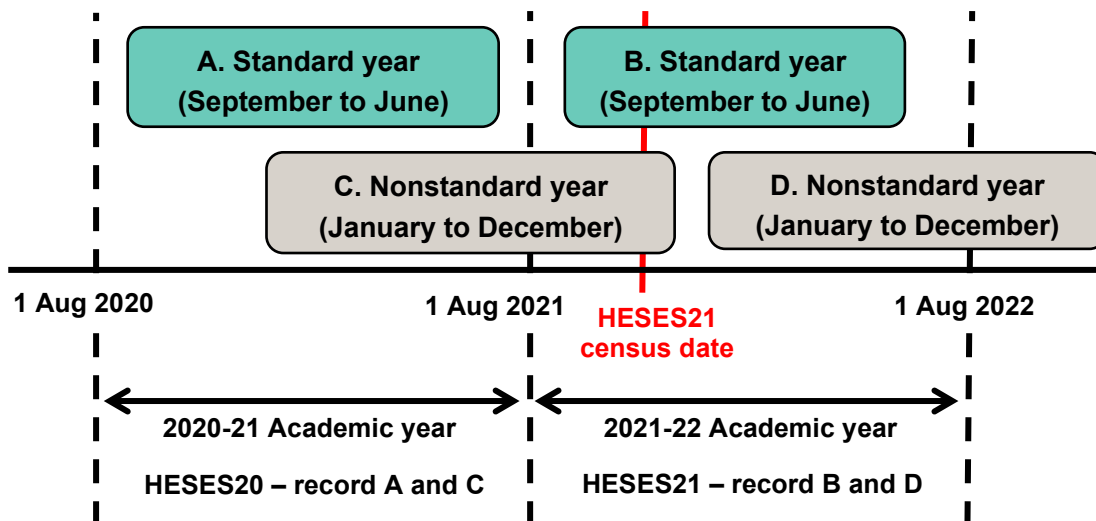 A. Standard year
(September to June)
B. Standard year
(September to June)
C. Nonstandard year
(January to December)
D. Nonstandard year
(January to December)
1 Aug 2020
1 Aug 2021
HESES21
census date
1 Aug 2022
2020-21 Academic year
2021-22 Academic year
HESES20 – record A and C
HESES21 – record B and D